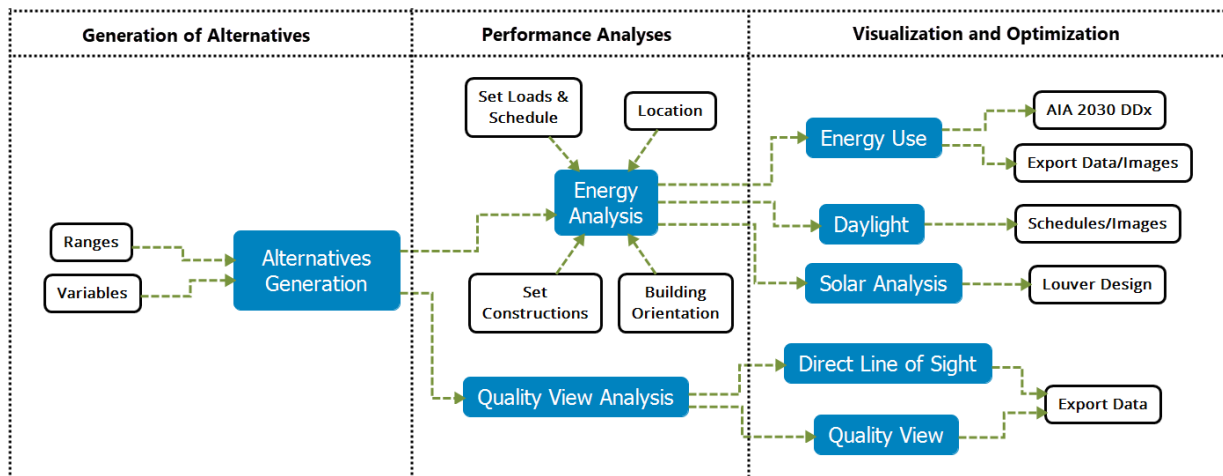 Generation of Alternatives
Performance Analyses
Visualization and Optimization
Ranges
Variables
Alternatives
Generation
Set Loads &
Schedule
Location
Energy
Analysis
Set
Constructions
Building
Orientation
Quality View Analysis
Energy Use
AIA 2030 DDx
Export Data/Images
Daylight
Schedules/Images
Solar Analysis
Louver Design
Direct Line of Sight
Quality View
Export Data